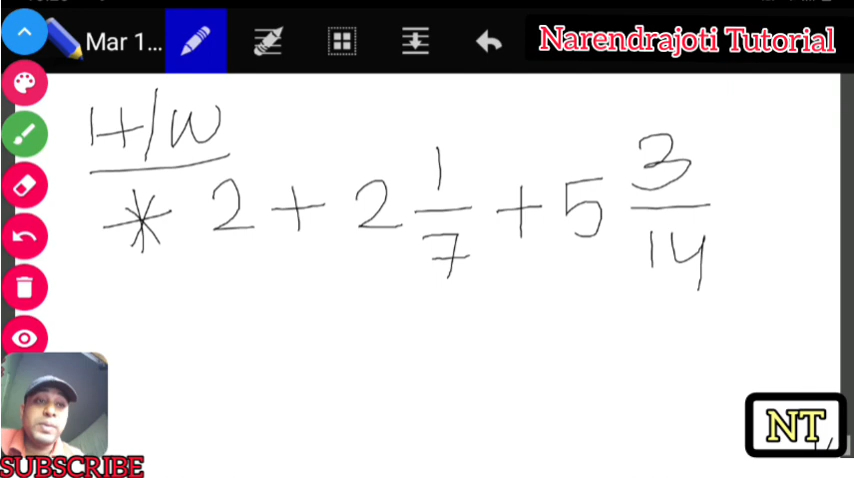 Mar 1...
Narendrajoti Tutorial
H/W
* 2 + 2 1/7 + 5 3/14
NT
SUBSCRIBE